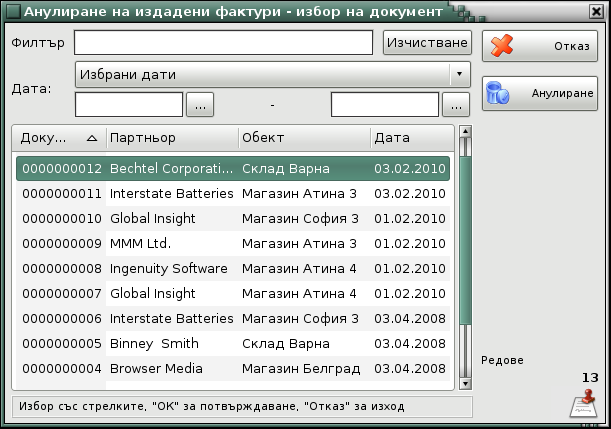 Анулиране на издадени фактури - избор на документ
Филтър Изчистване Отказ
Дата: Избрани дати Анулиране
... - ...
Доку... Партньор Обект Дата
0000000012 Bechtel Corporati... Склад Варна 03.02.2010
0000000011 Interstate Batteries Магазин Атина 3 03.02.2010
0000000010 Global Insight Магазин София 3 01.02.2010
0000000009 MMM Ltd. Магазин Атина 3 01.02.2010
0000000008 Ingenuity Software Магазин Атина 4 01.02.2010
0000000007 Global Insight Магазин Атина 4 01.02.2010
0000000006 Interstate Batteries Магазин София 3 03.04.2008
0000000005 Binney  Smith Склад Варна 03.04.2008
0000000004 Browser Media Магазин Белград 03.04.2008
Редове
13
Избор със стрелките, "ОК" за потвърждаване, "Отказ" за изход